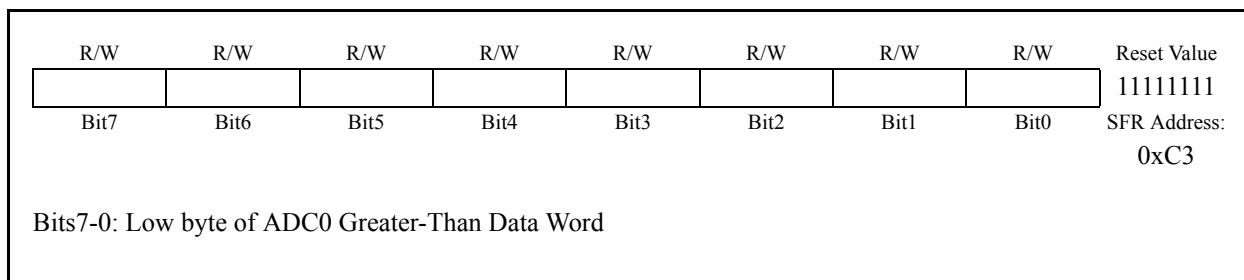 R/W R/W R/W R/W R/W R/W R/W R/W Reset Value
11111111
Bit7 Bit6 Bit5 Bit4 Bit3 Bit2 Bit1 Bit0 SFR Address:
0xC3
Bits7-0: Low byte of ADC0 Greater-Than Data Word